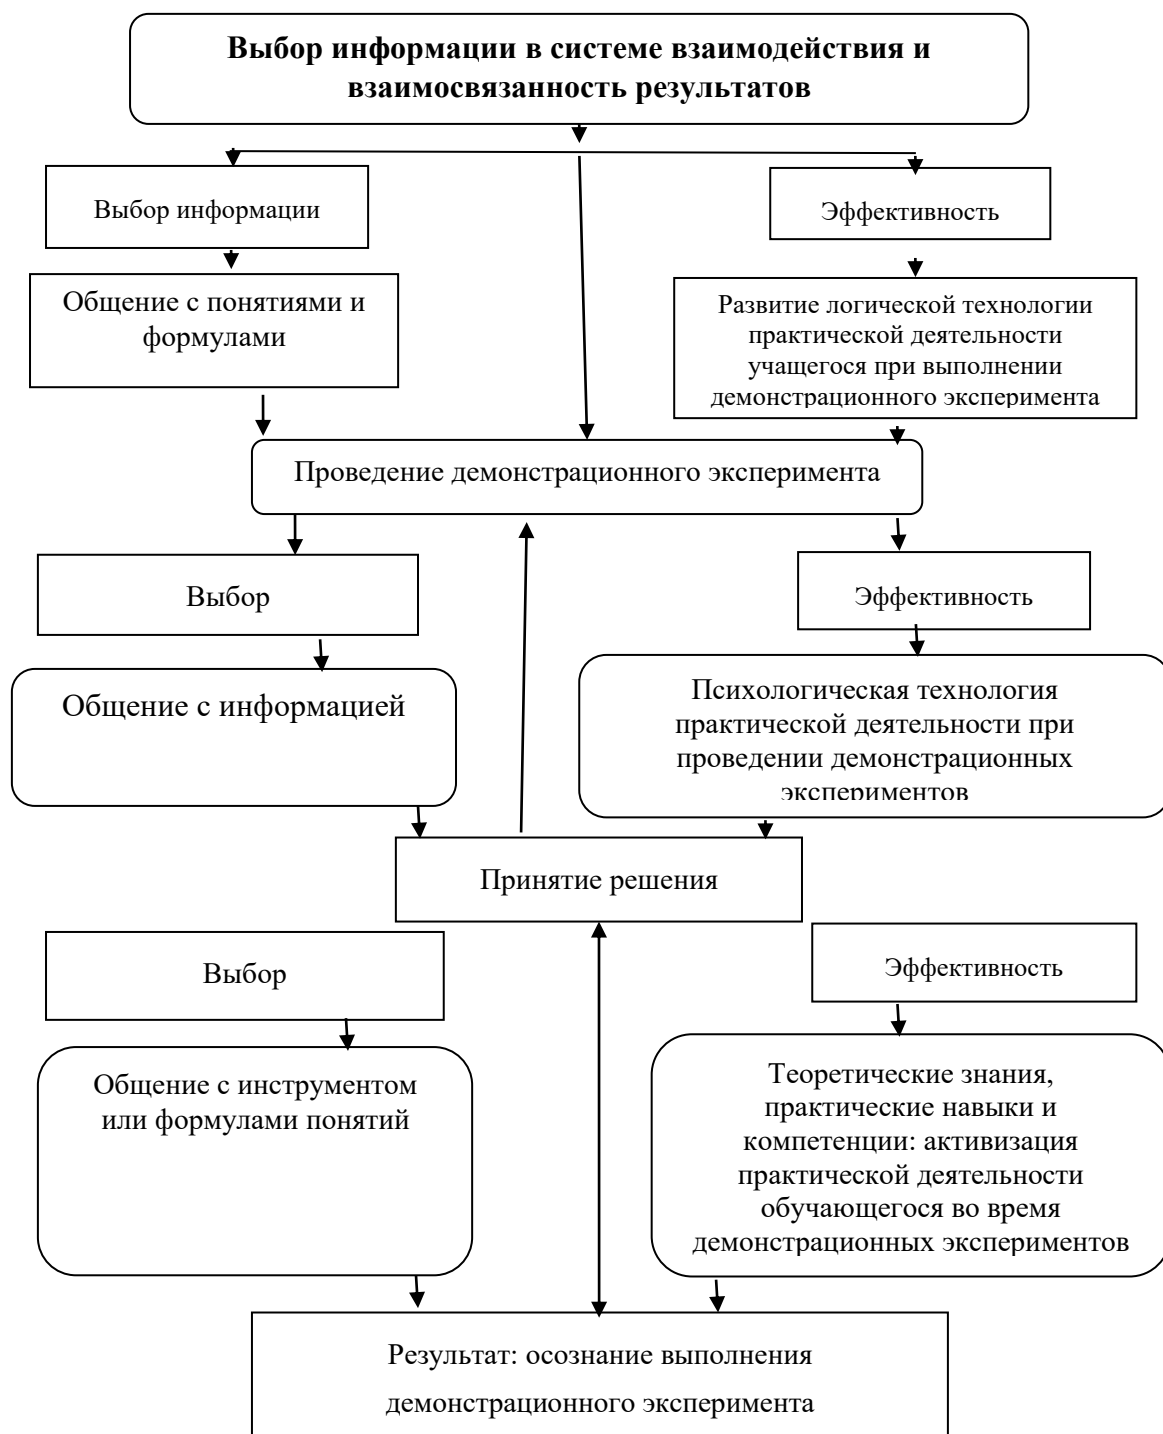 Выбор информации в системе взаимодействия и
взаимосвязанность результатов
Выбор информации
Эффективность
Общение с понятиями и
формулами
Развитие логической технологии
практической деятельности
учащегося при выполнении
демонстрационного эксперимента
Проведение демонстрационного эксперимента
Выбор
Эффективность
Общение с информацией
Психологическая технология
практической деятельности при
проведении демонстрационных
экспериментов
Принятие решения
Выбор
Эффективность
Общение с инструментом
или формулами понятий
Теоретические знания,
практические навыки и
компетенции: активизация
практической деятельности
обучающегося во время
демонстрационных экспериментов
Результат: осознание выполнения
демонстрационного эксперимента